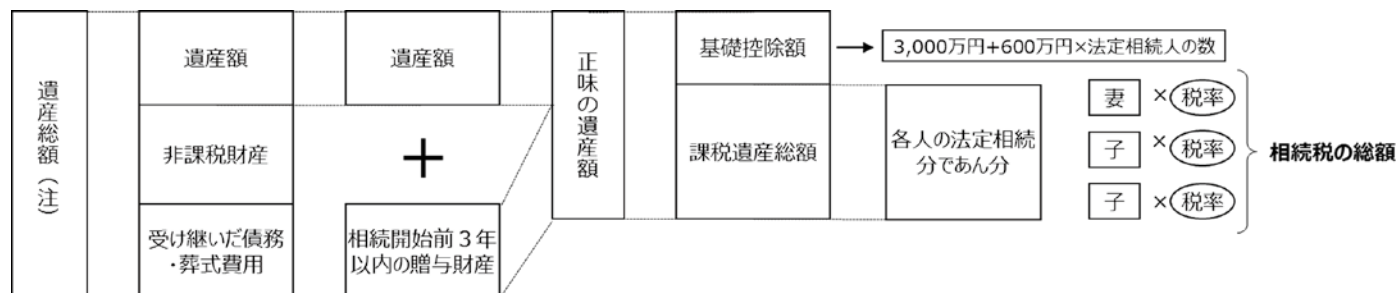 遺産総額（注）
遺産額
非課税財産
受け継いだ債務
・葬式費用
遺産額
＋
相続開始前３年
以内の贈与財産
正味の遺産額
基礎控除額
3,000万円+600万円×法定相続人の数
課税遺産総額
各人の法定相続
分であん分
妻 ×税率
子 ×税率
子 ×税率
相続税の総額